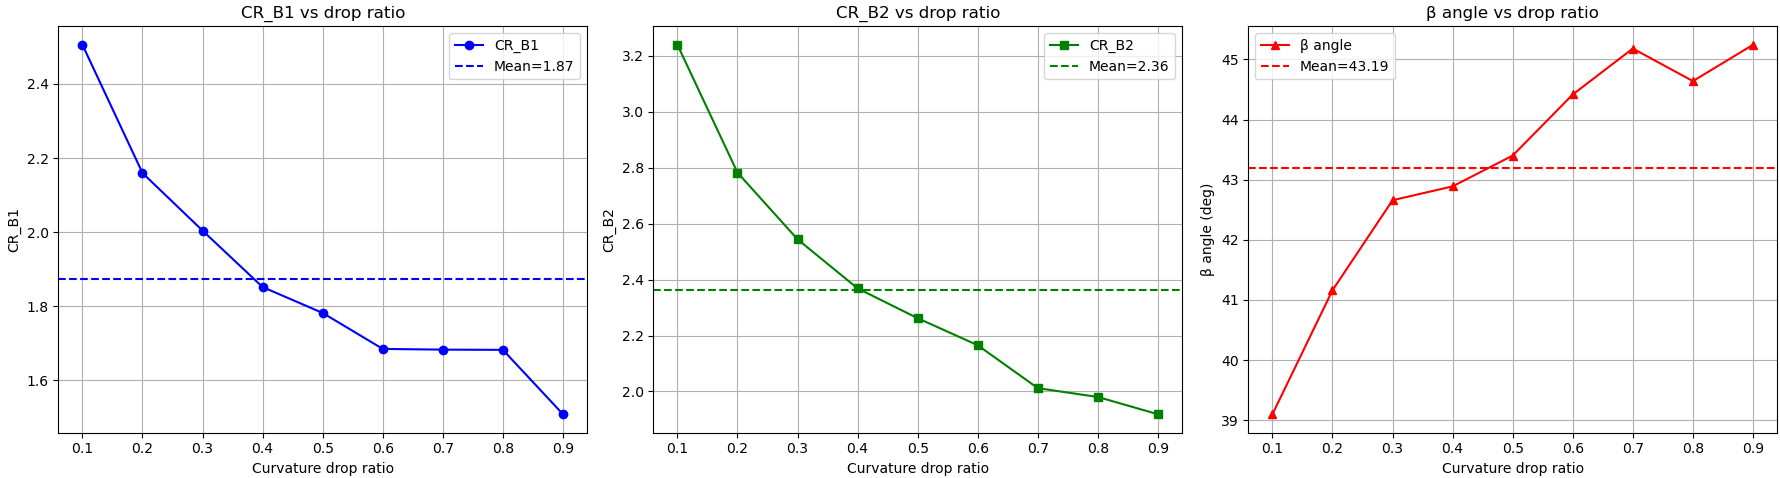 CR_B1 vs drop ratio
CR_B1
Mean=1.87
2.4
2.2
2.0
1.8
1.6
CR_B1
0.1 0.2 0.3 0.4 0.5 0.6 0.7 0.8 0.9
Curvature drop ratio
CR_B2 vs drop ratio
CR_B2
Mean=2.36
3.2
3.0
2.8
2.6
2.4
2.2
2.0
CR_B2
0.1 0.2 0.3 0.4 0.5 0.6 0.7 0.8 0.9
Curvature drop ratio
β angle vs drop ratio
β angle
Mean=43.19
45
44
43
42
41
40
39
β angle (deg)
0.1 0.2 0.3 0.4 0.5 0.6 0.7 0.8 0.9
Curvature drop ratio